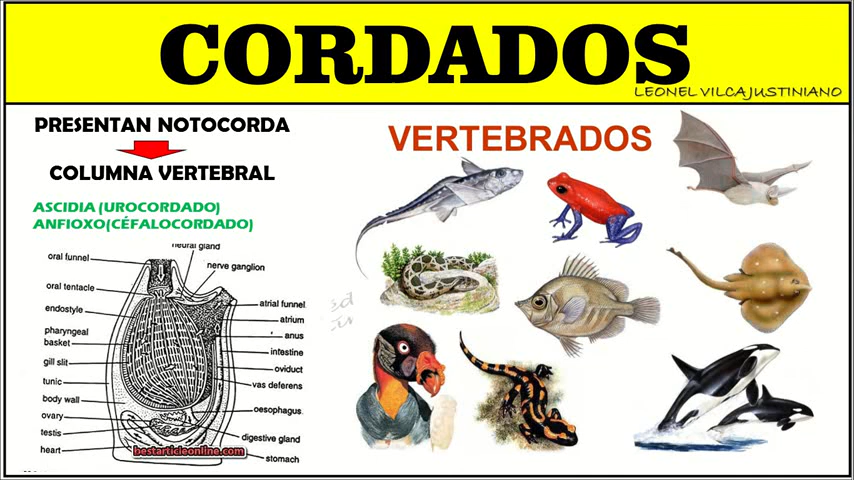 CORDADOS
LEONEL VILCA JUSTINIANO
PRESENTAN NOTOCORDA
COLUMNA VERTEBRAL
ASCIDIA (UROCORDADO)
ANFIOXO(CÉFALOCORDADO)
VERTEBRADOS
neural gland
oral funnel
nerve ganglion
oral tentacle
endostyle
pharyngeal
basket
gill slit
tunic
body wall
ovary
testis
heart
atrial funnel
atrium
anus
intestine
oviduct
vas deferens
oesophagus
digestive gland
stomach
bestarticleonline.com